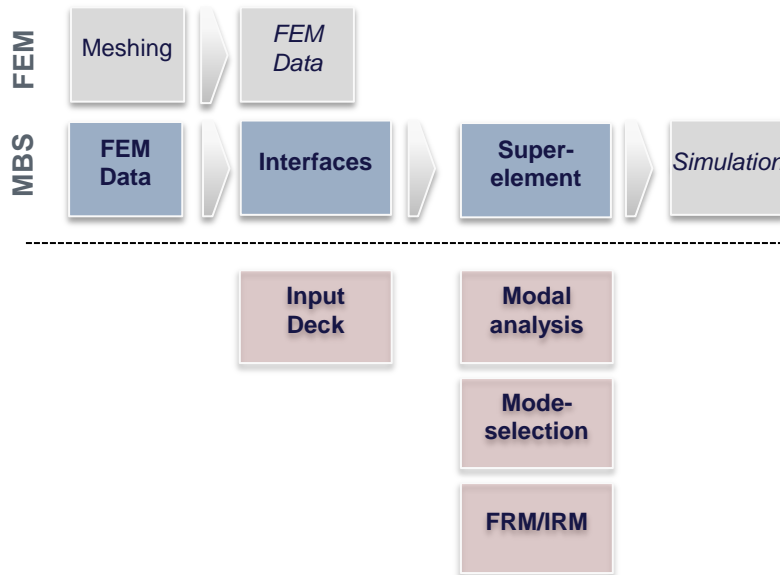 FEM
Meshing
FEM
Data
MBS
FEM
Data
Interfaces
Super-
element
Simulation
Input
Deck
Modal
analysis
Mode-
selection
FRM/IRM